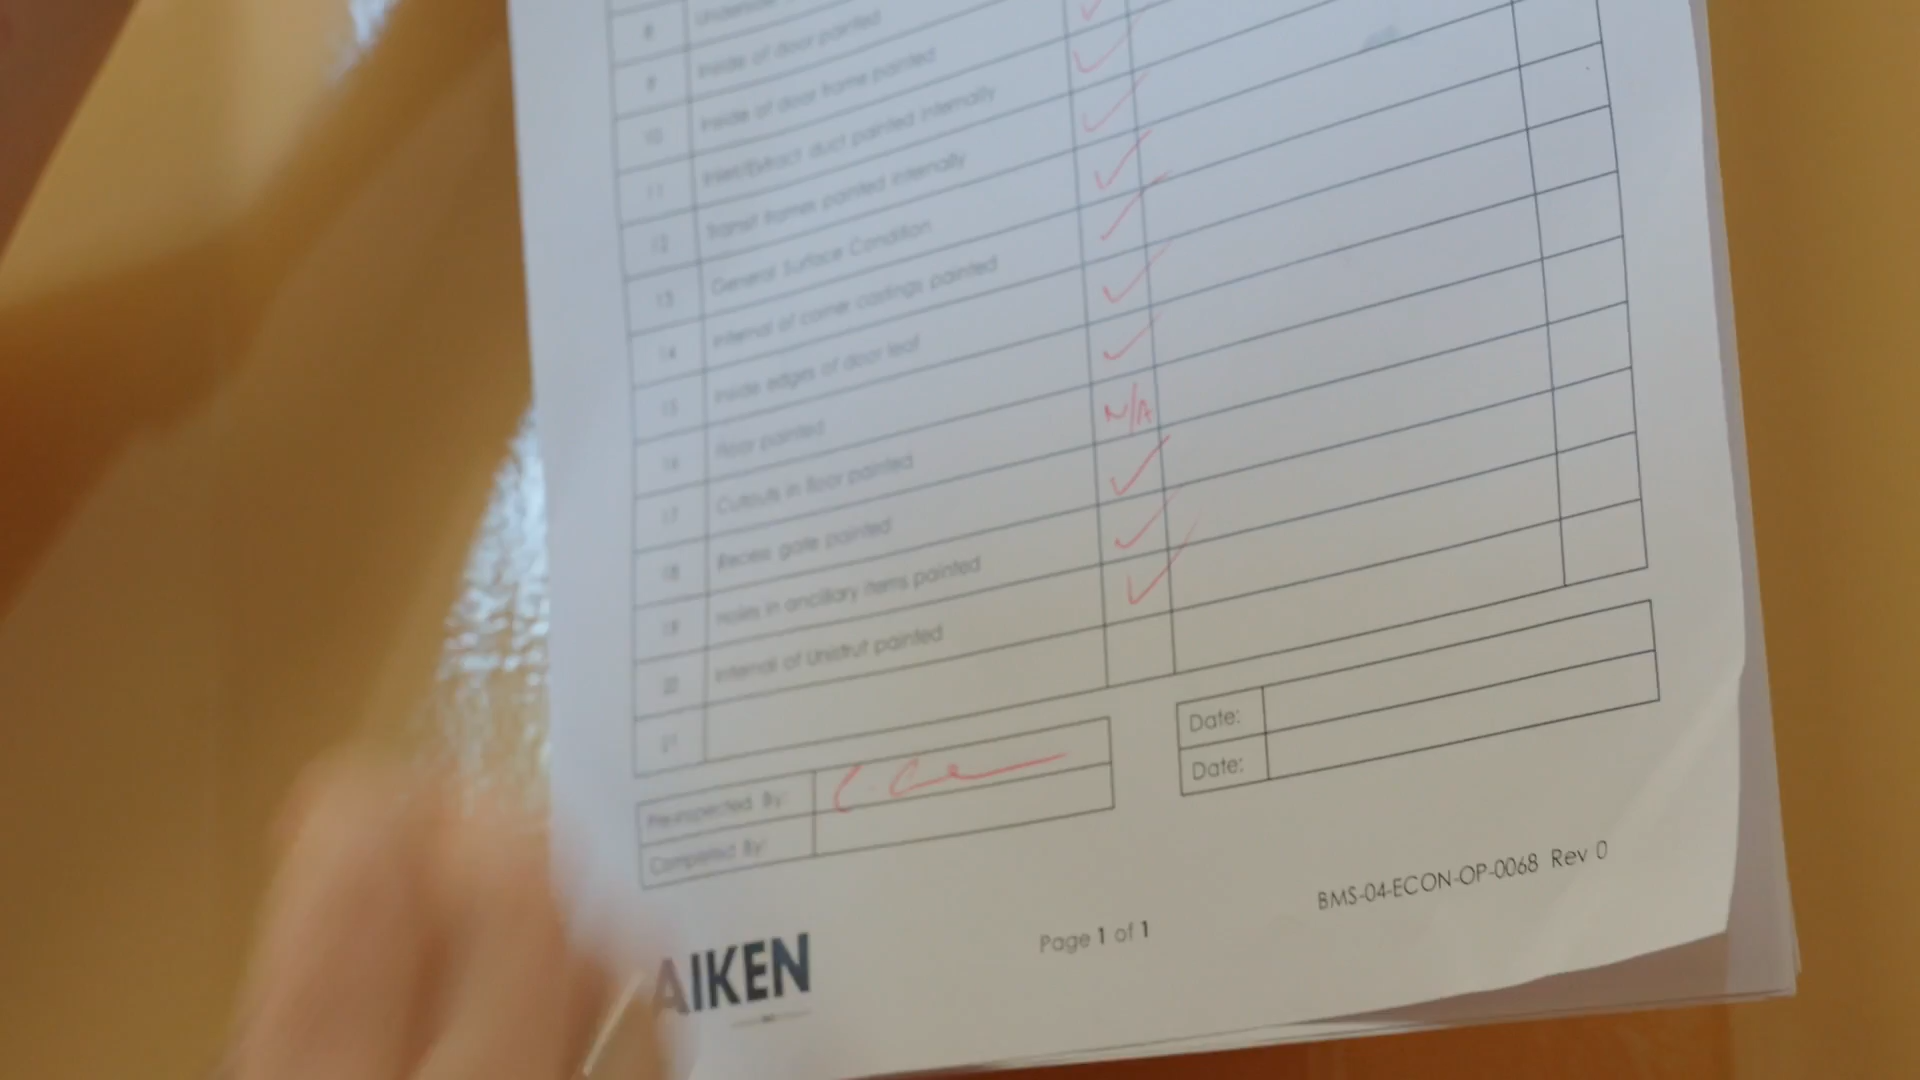 8 Underside
9 Inside of door painted ✓
10 Inside of door frame painted ✓
11 Inlet/Extract duct painted internally ✓
12 Transit frames painted internally ✓
13 General Surface Condition ✓
14 Internal of corner castings painted ✓
15 Inside edges of door leaf ✓
16 Floor painted N/A
17 Cutouts in floor painted ✓
18 Recess gate painted ✓
19 Holes in ancillary items painted ✓
20 Internal of Unistrut painted
21
Pre-inspected By:
Completed By:
Date:
Date:
BMS-04-ECON-OP-0068 Rev 0
Page 1 of 1
AIKEN